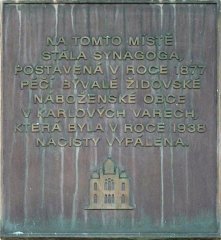 NA TOMTO MÍSTĚ
STÁLA SYNAGOGA,
POSTAVENÁ V ROCE 1877
PÉČÍ BÝVALÉ ŽIDOVSKÉ
NÁBOŽENSKÉ OBCE
V KARLOVÝCH VARECH,
KTERÁ BYLA V ROCE 1938
NACISTY VYPÁLENA.